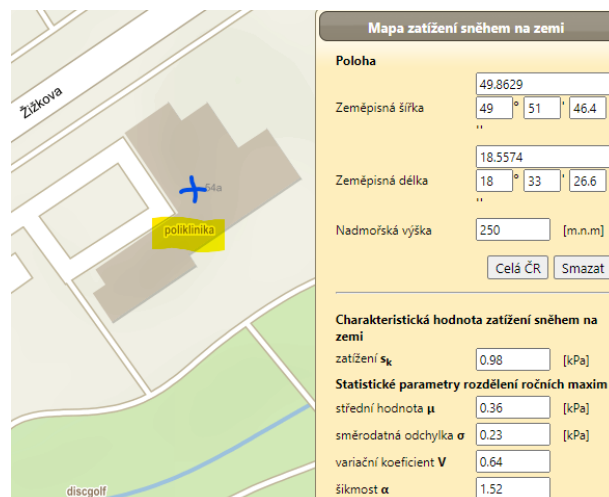 Žižkova
54a
poliklinika
discgolf
Mapa zatížení sněhem na zemi
Poloha
49.8629
Zeměpisná šířka 49 ° 51 ' 46.4
''
18.5574
Zeměpisná délka 18 ° 33 ' 26.6
''
Nadmořská výška 250 [m.n.m]
Celá ČR Smazat
Charakteristická hodnota zatížení sněhem na
zemi
zatížení sk 0.98 [kPa]
Statistické parametry rozdělení ročních maxim
střední hodnota μ 0.36 [kPa]
směrodatná odchylka σ 0.23 [kPa]
variační koeficient V 0.64
šikmost α 1.52